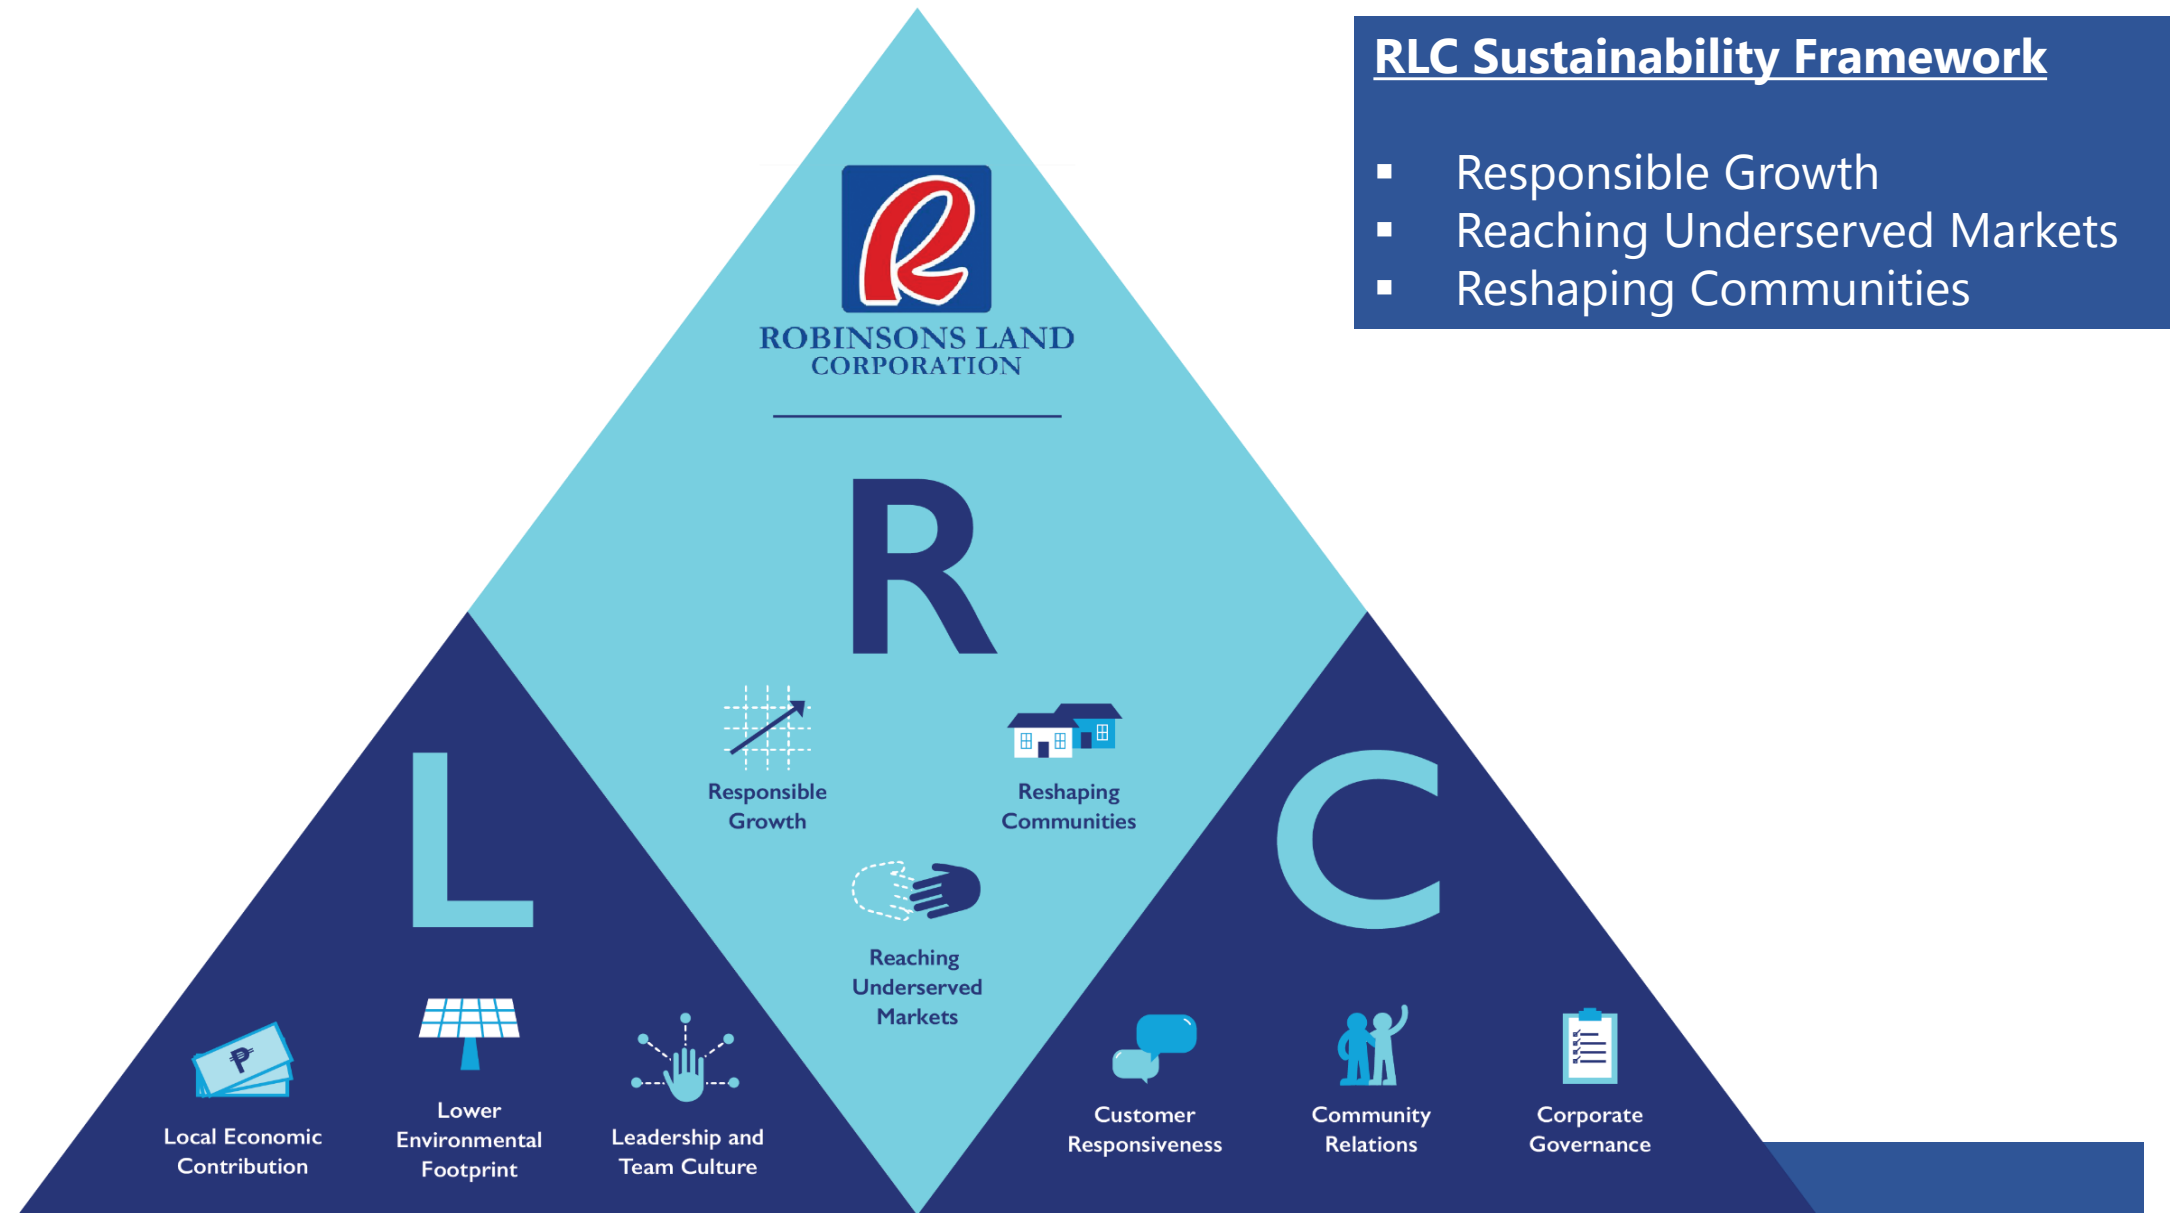 RLC Sustainability Framework
▪ Responsible Growth
▪ Reaching Underserved Markets
▪ Reshaping Communities
R
ROBINSONS LAND
CORPORATION
R
Responsible
Growth
Reshaping
Communities
Reaching
Underserved
Markets
L
₱
Local Economic
Contribution
Lower
Environmental
Footprint
Leadership and
Team Culture
C
Customer
Responsiveness
Community
Relations
Corporate
Governance